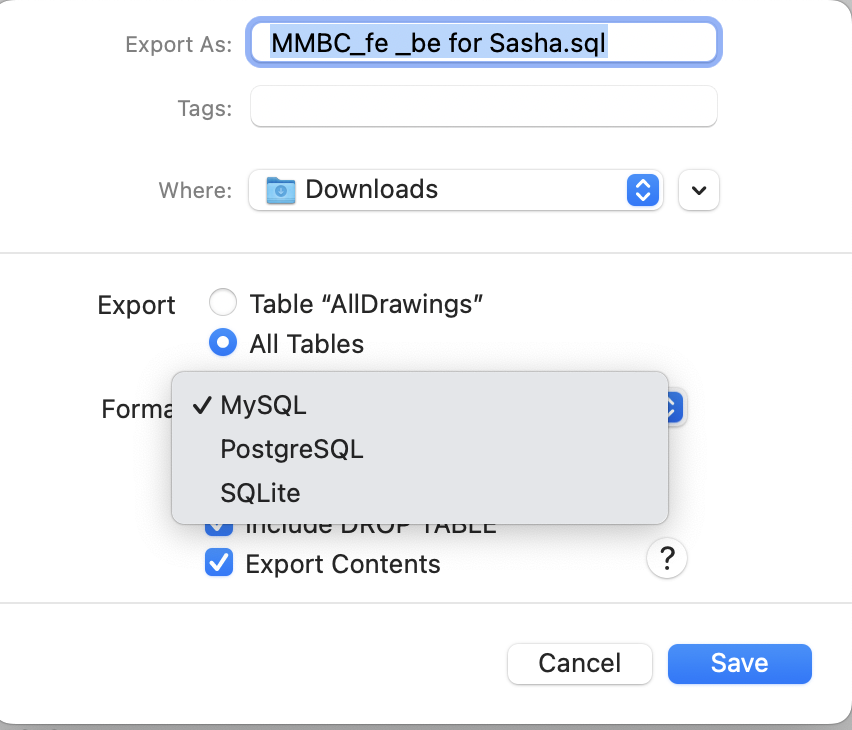 Export As: MMBC_fe _be for Sasha.sql
Tags:
Where: Downloads
Export Table “AllDrawings”
All Tables
Forma
MySQL
PostgreSQL
SQLite
Include DROP TABLE
Export Contents ?
Cancel Save